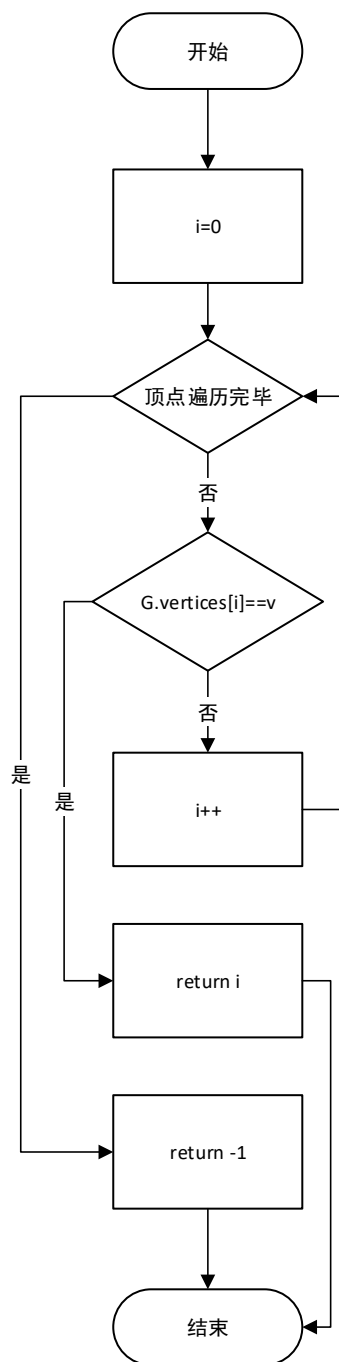 开始
i=0
顶点遍历完毕
否
G.vertices[i]==v
否
是
是
i++
return i
return -1
结束